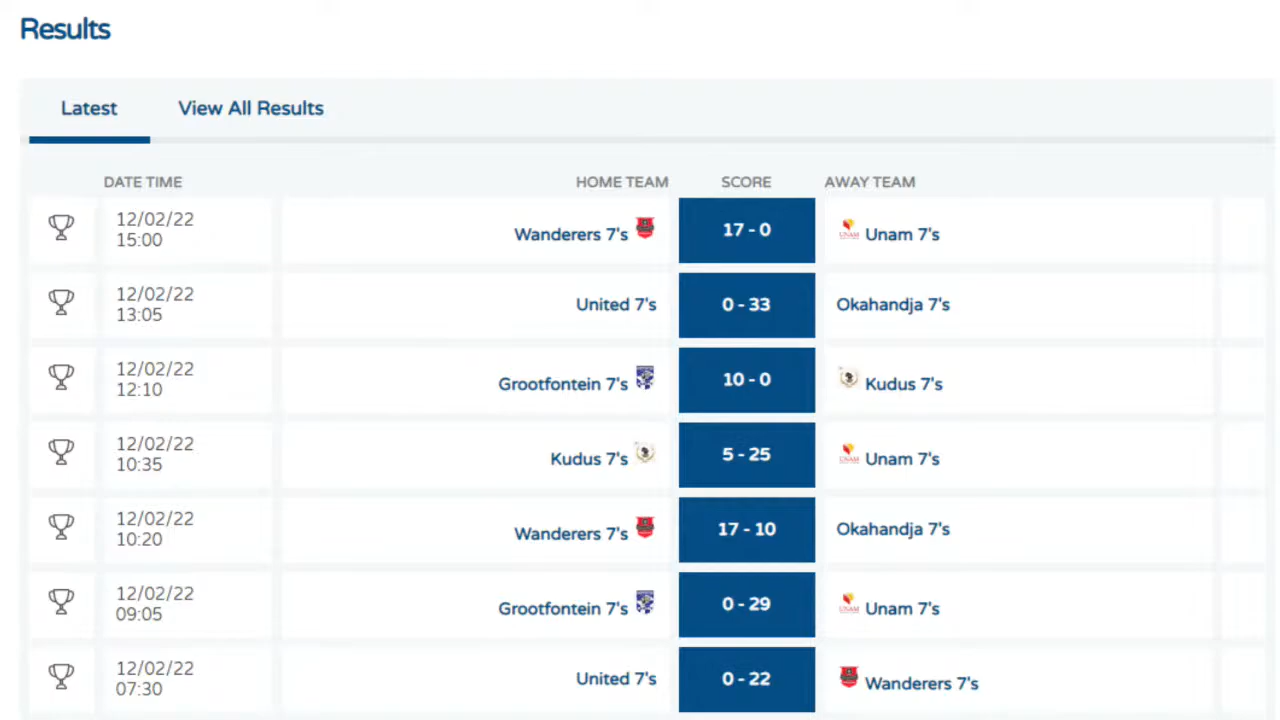 Results
Latest View All Results
DATE TIME HOME TEAM SCORE AWAY TEAM
12/02/22
15:00
Wanderers 7's 17 - 0 UNAM Unam 7's
12/02/22
13:05
United 7's 0 - 33 Okahandja 7's
12/02/22
12:10
Grootfontein 7's 10 - 0 Kudus 7's
12/02/22
10:35
Kudus 7's 5 - 25 UNAM Unam 7's
12/02/22
10:20
Wanderers 7's 17 - 10 Okahandja 7's
12/02/22
09:05
Grootfontein 7's 0 - 29 UNAM Unam 7's
12/02/22
07:30
United 7's 0 - 22 Wanderers 7's